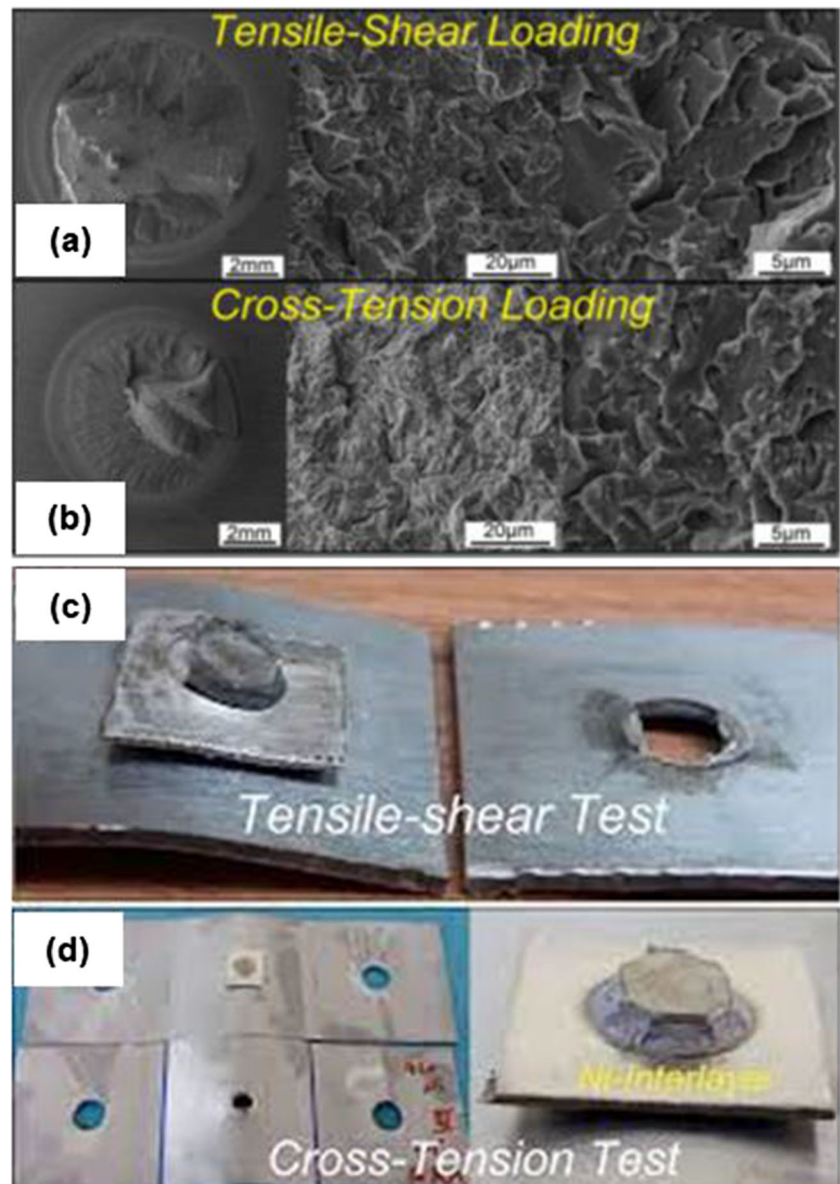 Tensile-Shear Loading
(a)
2mm
20μm
5μm
Cross-Tension Loading
(b)
2mm
20μm
5μm
(c)
Tensile-shear Test
(d)
Ni-Interlayer
Cross-Tension Test